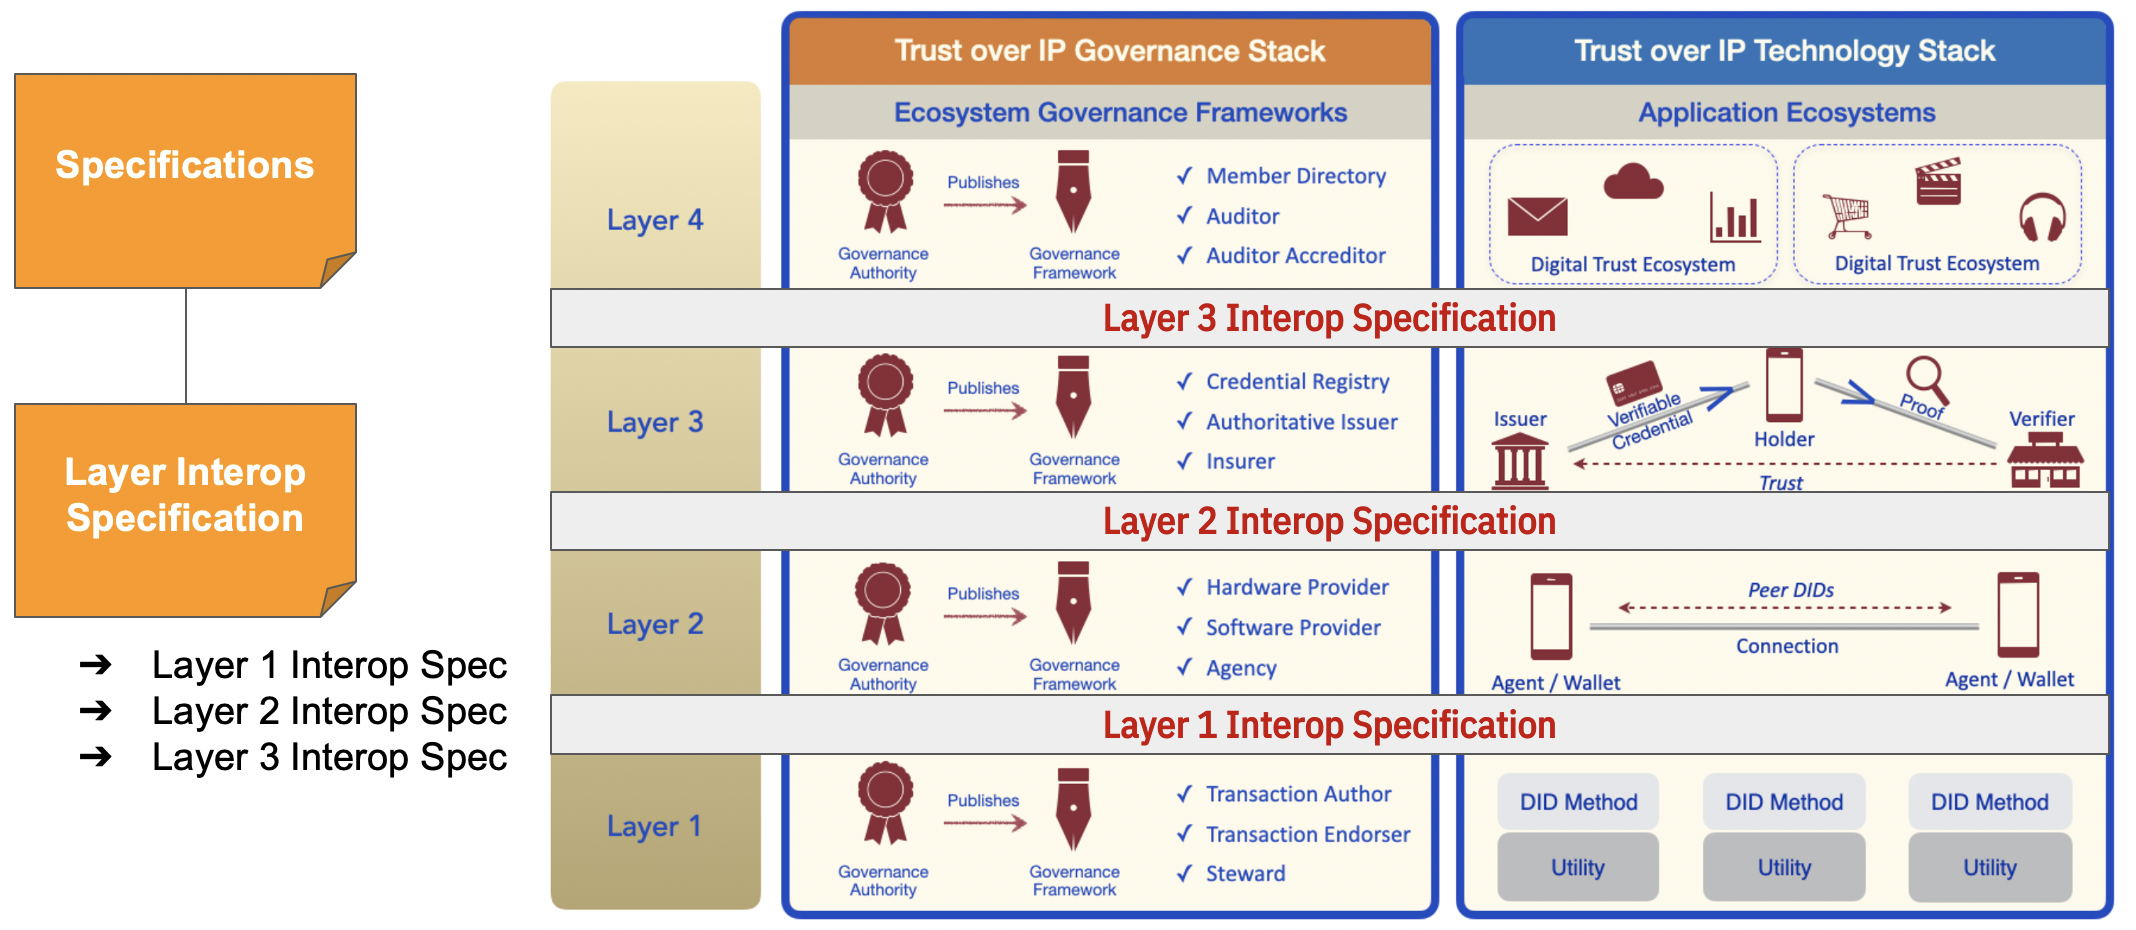 Specifications
Layer Interop
Specification
➔ Layer 1 Interop Spec
➔ Layer 2 Interop Spec
➔ Layer 3 Interop Spec
Trust over IP Governance Stack
Trust over IP Technology Stack
Ecosystem Governance Frameworks
Application Ecosystems
Layer 4
Publishes
Governance
Authority
Governance
Framework
✓ Member Directory
✓ Auditor
✓ Auditor Accreditor
Digital Trust Ecosystem
Digital Trust Ecosystem
Layer 3 Interop Specification
Layer 3
Publishes
Governance
Authority
Governance
Framework
✓ Credential Registry
✓ Authoritative Issuer
✓ Insurer
Issuer
Verifiable
Credential
Holder
Proof
Verifier
Trust
Layer 2 Interop Specification
Layer 2
Publishes
Governance
Authority
Governance
Framework
✓ Hardware Provider
✓ Software Provider
✓ Agency
Peer DIDs
Connection
Agent / Wallet
Agent / Wallet
Layer 1 Interop Specification
Layer 1
Publishes
Governance
Authority
Governance
Framework
✓ Transaction Author
✓ Transaction Endorser
✓ Steward
DID Method
DID Method
DID Method
Utility
Utility
Utility